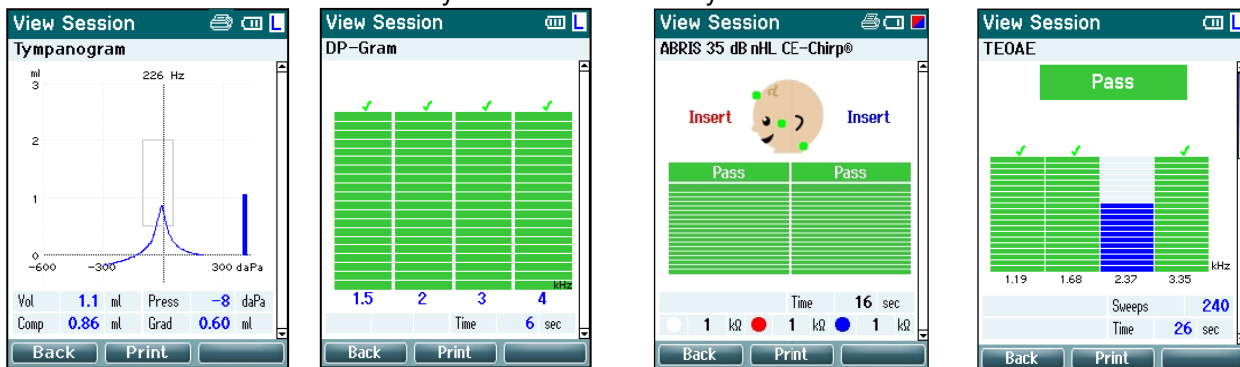 View Session L
Tympanogram
ml 226 Hz
3
2
1
0
-600 -300 300 daPa
Vol 1.1 ml Press -8 daPa
Comp 0.86 ml Grad 0.60 ml
Back Print
View Session L
DP-Gram
kHz
1.5 2 3 4
Time 6 sec
Back Print
View Session
ABRIS 35 dB nHL CE-Chirp®
Insert Insert
Pass Pass
Time 16 sec
1 kΩ 1 kΩ 1 kΩ
Back Print
View Session L
TEOAE
Pass
kHz
1.19 1.68 2.37 3.35
Sweeps 240
Time 26 sec
Back Print